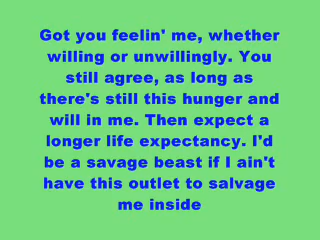 Got you feelin' me, whether
willing or unwillingly. You
still agree, as long as
there's still this hunger and
will in me. Then expect a
longer life expectancy. I'd
be a savage beast if I ain't
have this outlet to salvage
me inside